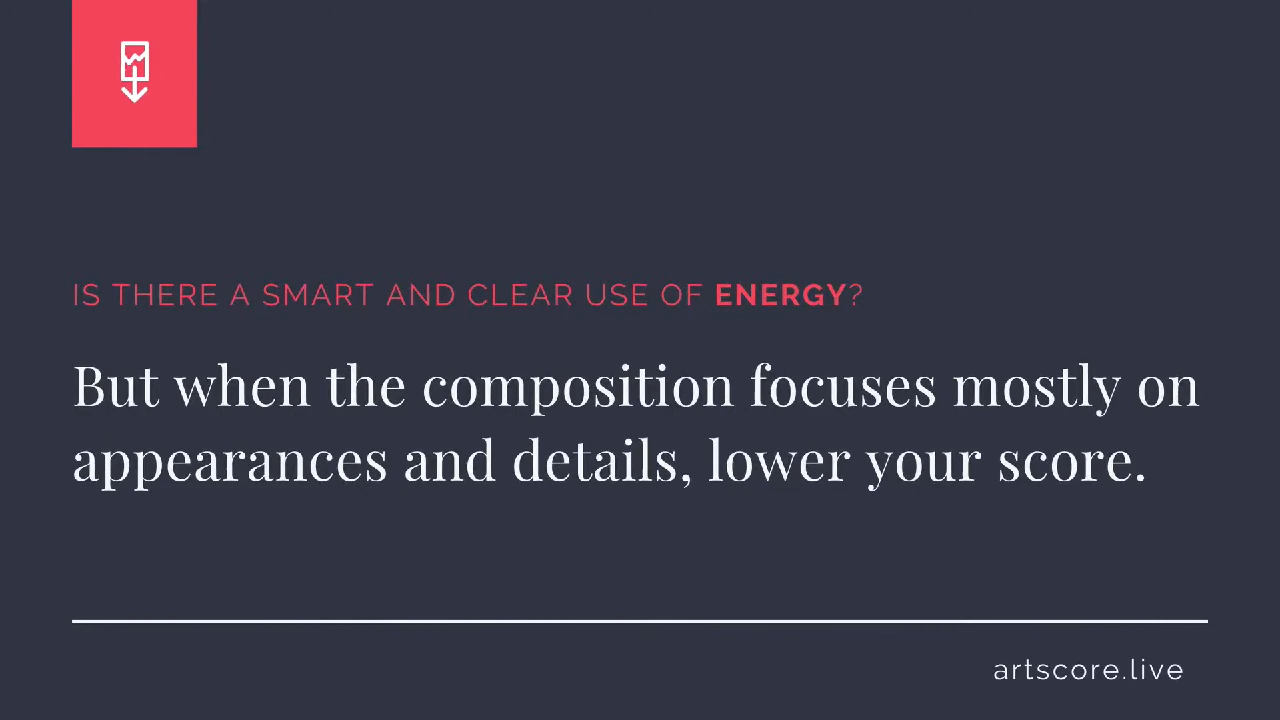 IS THERE A SMART AND CLEAR USE OF ENERGY?
But when the composition focuses mostly on
appearances and details, lower your score.
artscore.live